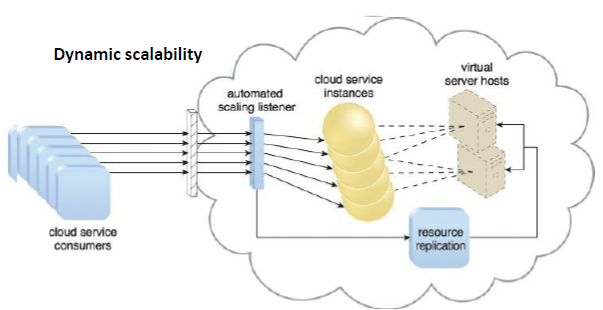 Dynamic scalability
automated
scaling listener
cloud service
instances
virtual
server hosts
cloud service
consumers
resource
replication